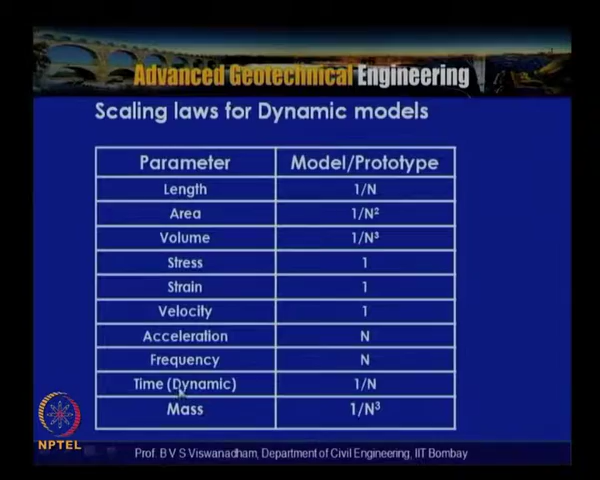 Advanced Geotechnical Engineering
Scaling laws for Dynamic models
Parameter Model/Prototype
Length 1/N
Area 1/N²
Volume 1/N³
Stress 1
Strain 1
Velocity 1
Acceleration N
Frequency N
Time (Dynamic) 1/N
Mass 1/N³
NPTEL
Prof. B V S Viswanadham, Department of Civil Engineering, IIT Bombay